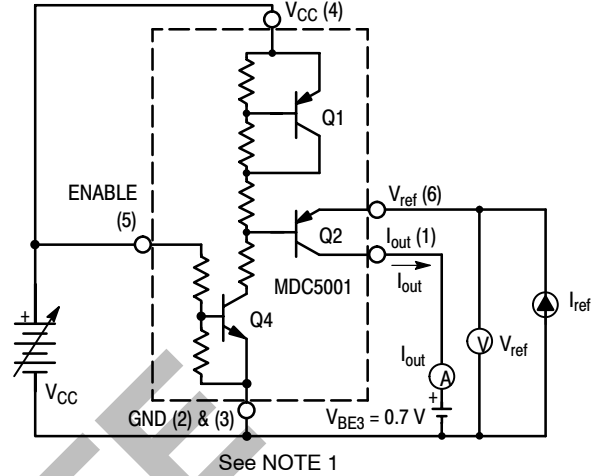 V_CC (4)
Q1
ENABLE
(5)
V_ref (6)
Q2
I_out (1)
I_out
MDC5001
Q4
I_ref
+
V_CC
I_out
A
V
V_ref
+
GND (2) & (3)
V_BE3 = 0.7 V
See NOTE 1